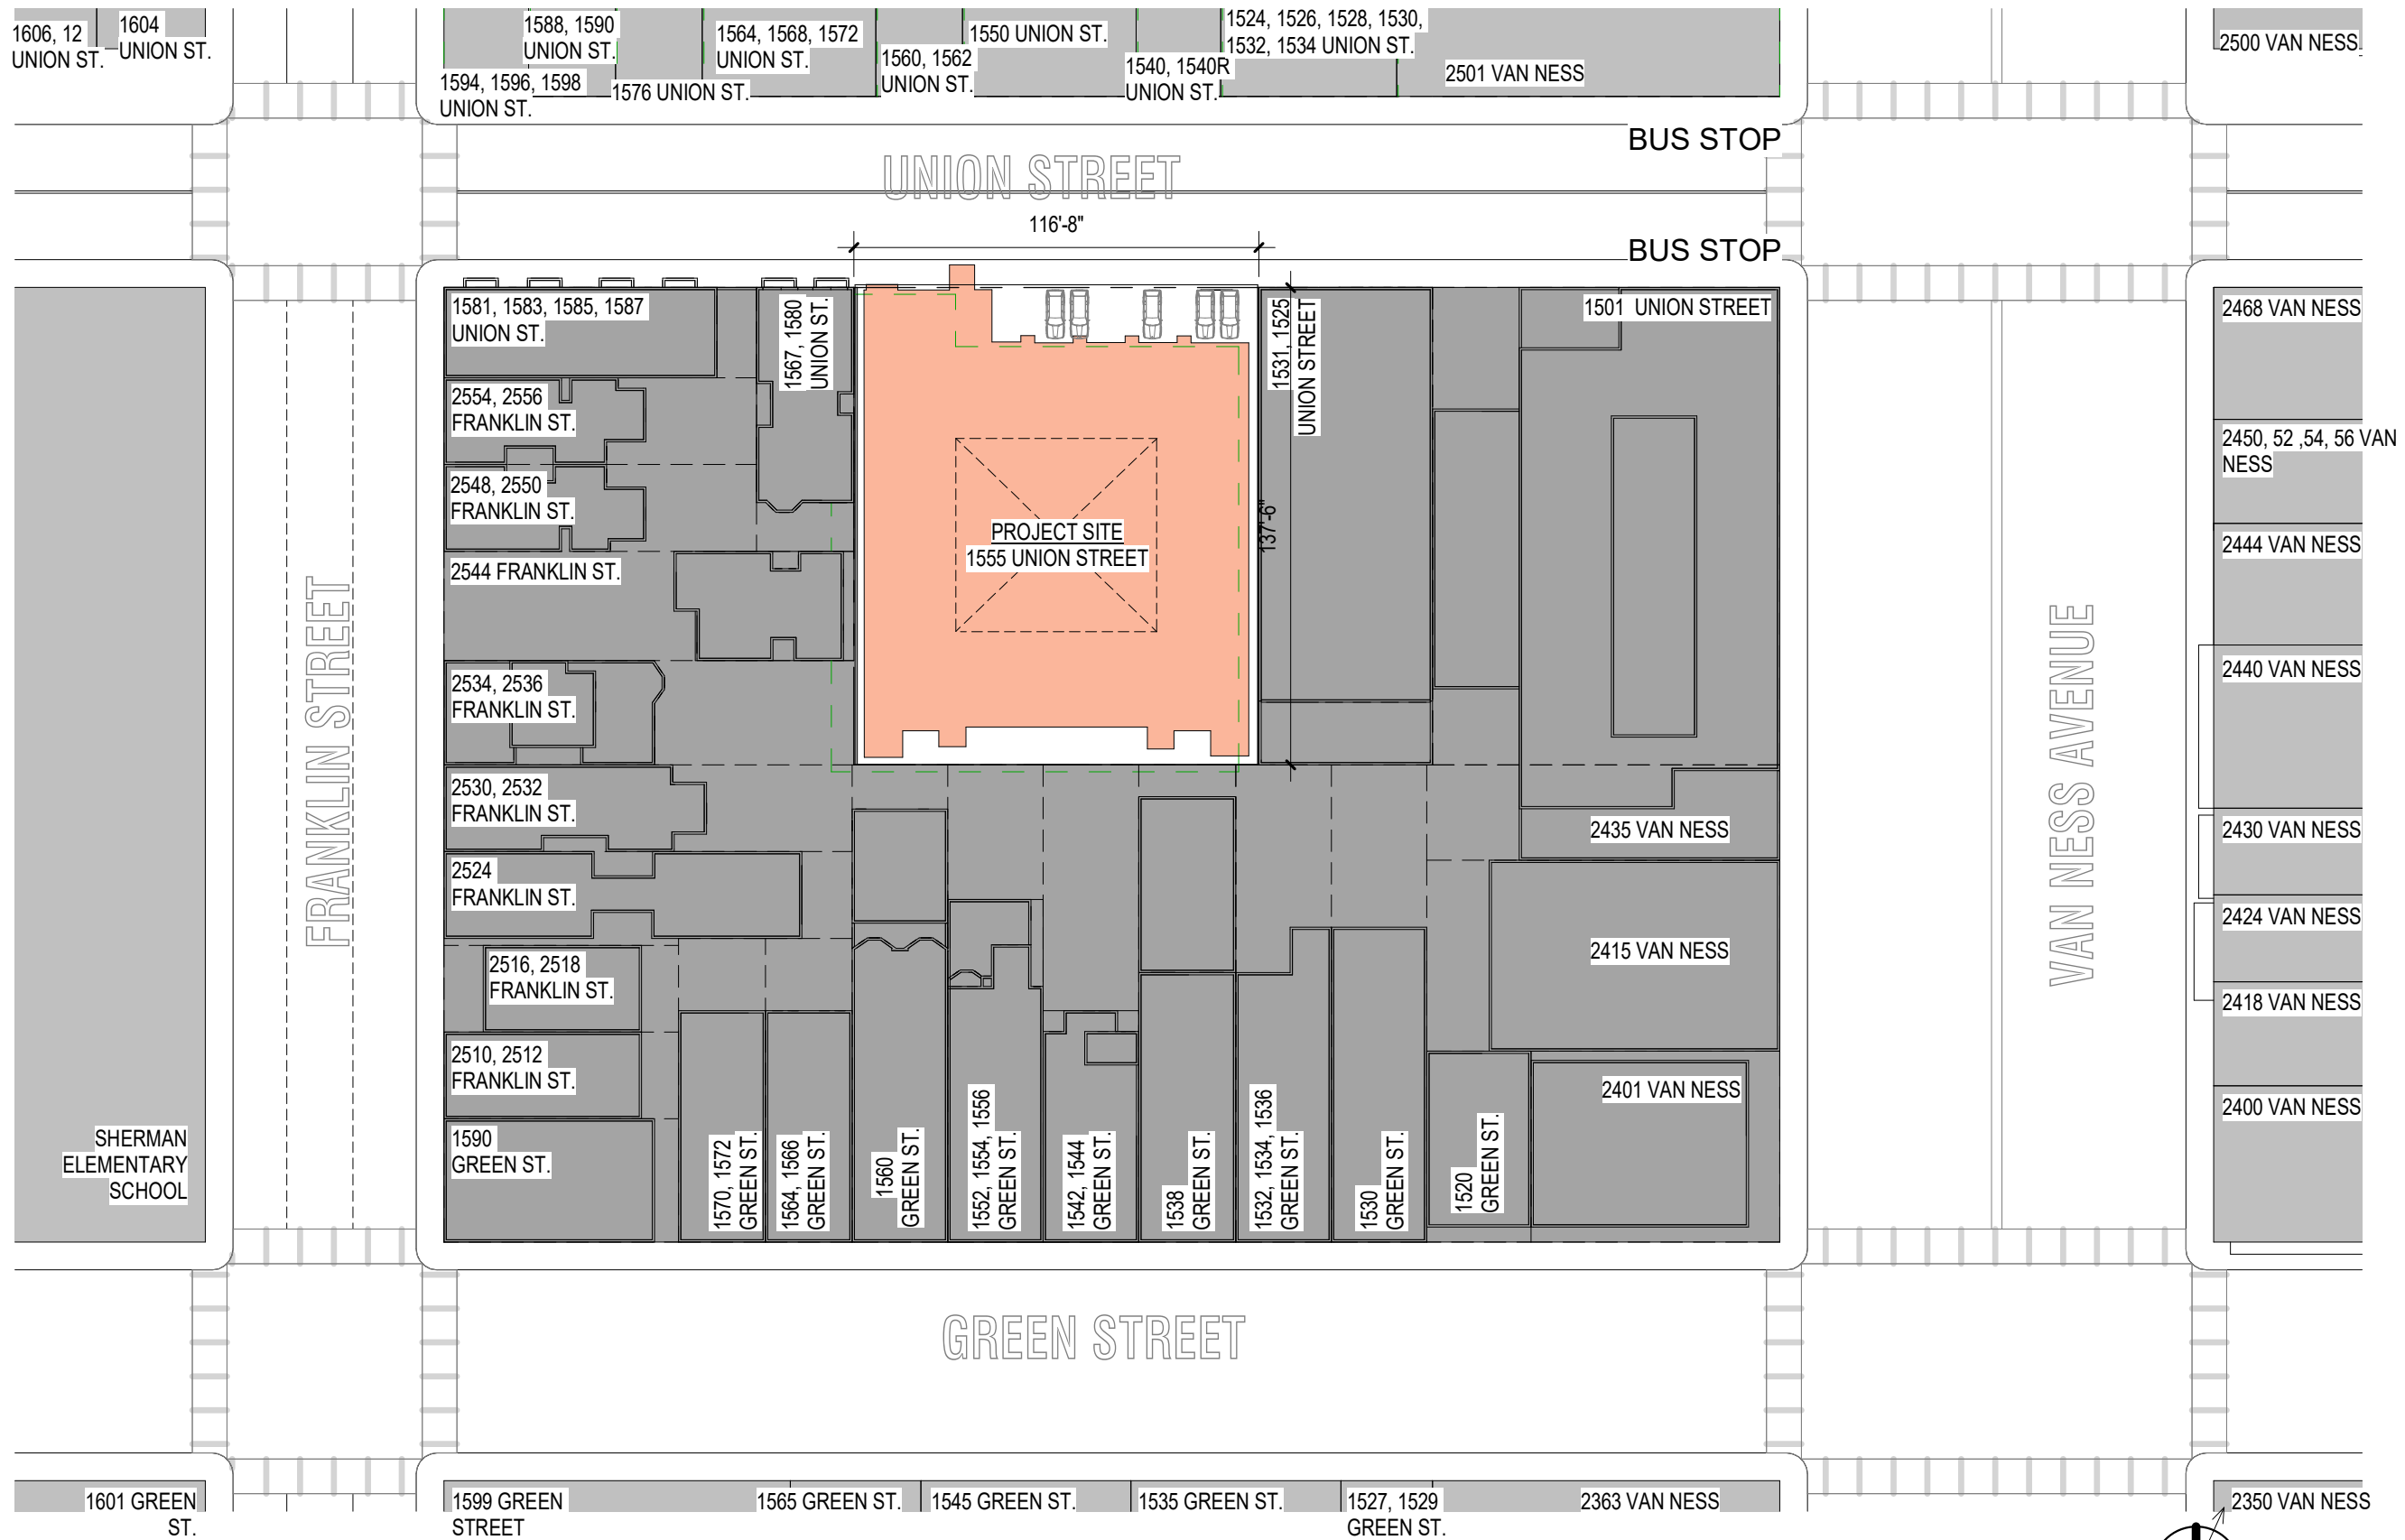 1606, 12
UNION ST.
1604
UNION ST.
1588, 1590
UNION ST.
1594, 1596, 1598
UNION ST.
1576 UNION ST.
1564, 1568, 1572
UNION ST.
1560, 1562
UNION ST.
1550 UNION ST.
1540, 1540R
UNION ST.
1524, 1526, 1528, 1530,
1532, 1534 UNION ST.
2501 VAN NESS
2500 VAN NESS
BUS STOP
UNION STREET
116'-8"
BUS STOP
1581, 1583, 1585, 1587
UNION ST.
1567, 1580
UNION ST.
1531, 1525
UNION STREET
1501 UNION STREET
2468 VAN NESS
2554, 2556
FRANKLIN ST.
2450, 52 ,54, 56 VAN
NESS
2548, 2550
FRANKLIN ST.
PROJECT SITE
1555 UNION STREET
137'-6"
2444 VAN NESS
2544 FRANKLIN ST.
FRANKLIN STREET
VAN NESS AVENUE
2440 VAN NESS
2534, 2536
FRANKLIN ST.
2530, 2532
FRANKLIN ST.
2435 VAN NESS
2430 VAN NESS
2524
FRANKLIN ST.
2424 VAN NESS
2415 VAN NESS
2516, 2518
FRANKLIN ST.
2418 VAN NESS
2510, 2512
FRANKLIN ST.
2401 VAN NESS
2400 VAN NESS
SHERMAN
ELEMENTARY
SCHOOL
1590
GREEN ST.
1570, 1572
GREEN ST.
1564, 1566
GREEN ST.
1560
GREEN ST.
1552, 1554, 1556
GREEN ST.
1542, 1544
GREEN ST.
1538
GREEN ST.
1532, 1534, 1536
GREEN ST.
1530
GREEN ST.
1520
GREEN ST.
GREEN STREET
1601 GREEN
ST.
1599 GREEN
STREET
1565 GREEN ST.
1545 GREEN ST.
1535 GREEN ST.
1527, 1529
GREEN ST.
2363 VAN NESS
2350 VAN NESS